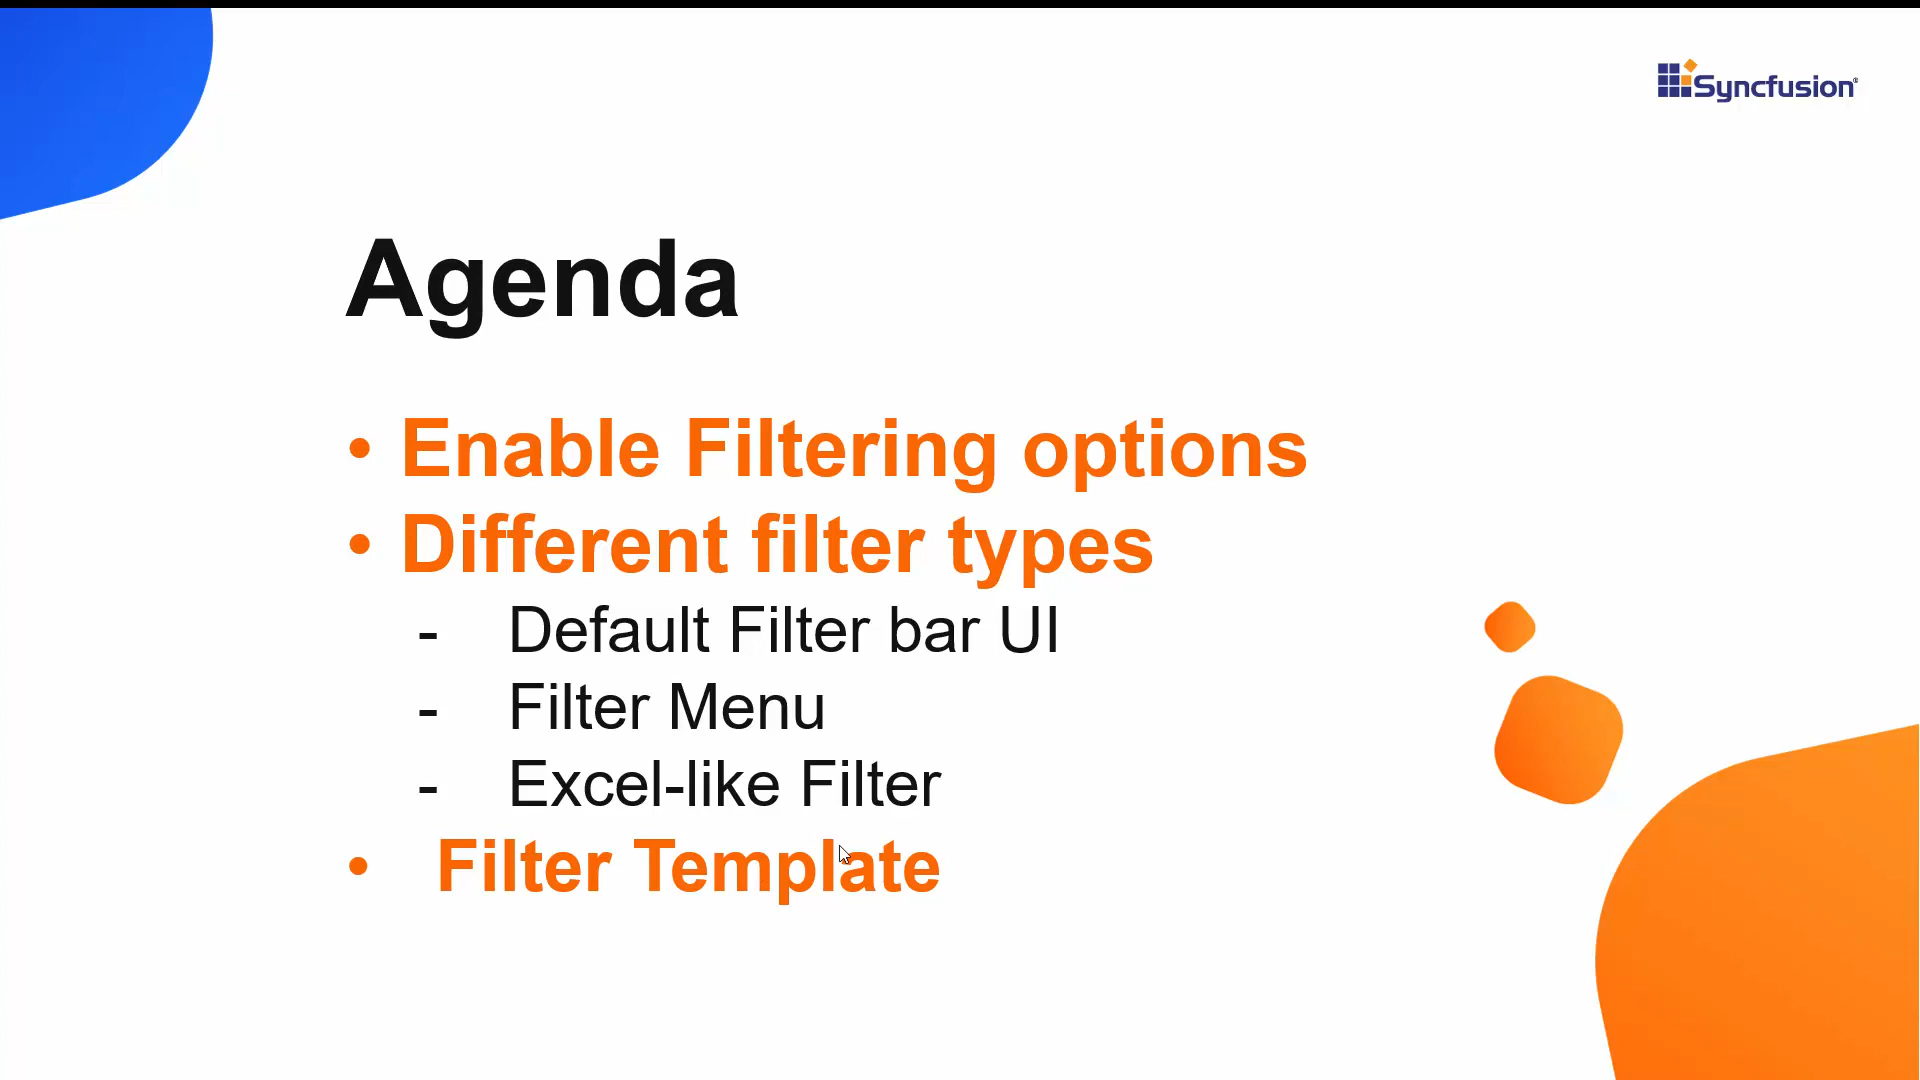 Syncfusion®
Agenda
• Enable Filtering options
• Different filter types
- Default Filter bar UI
- Filter Menu
- Excel-like Filter
• Filter Template